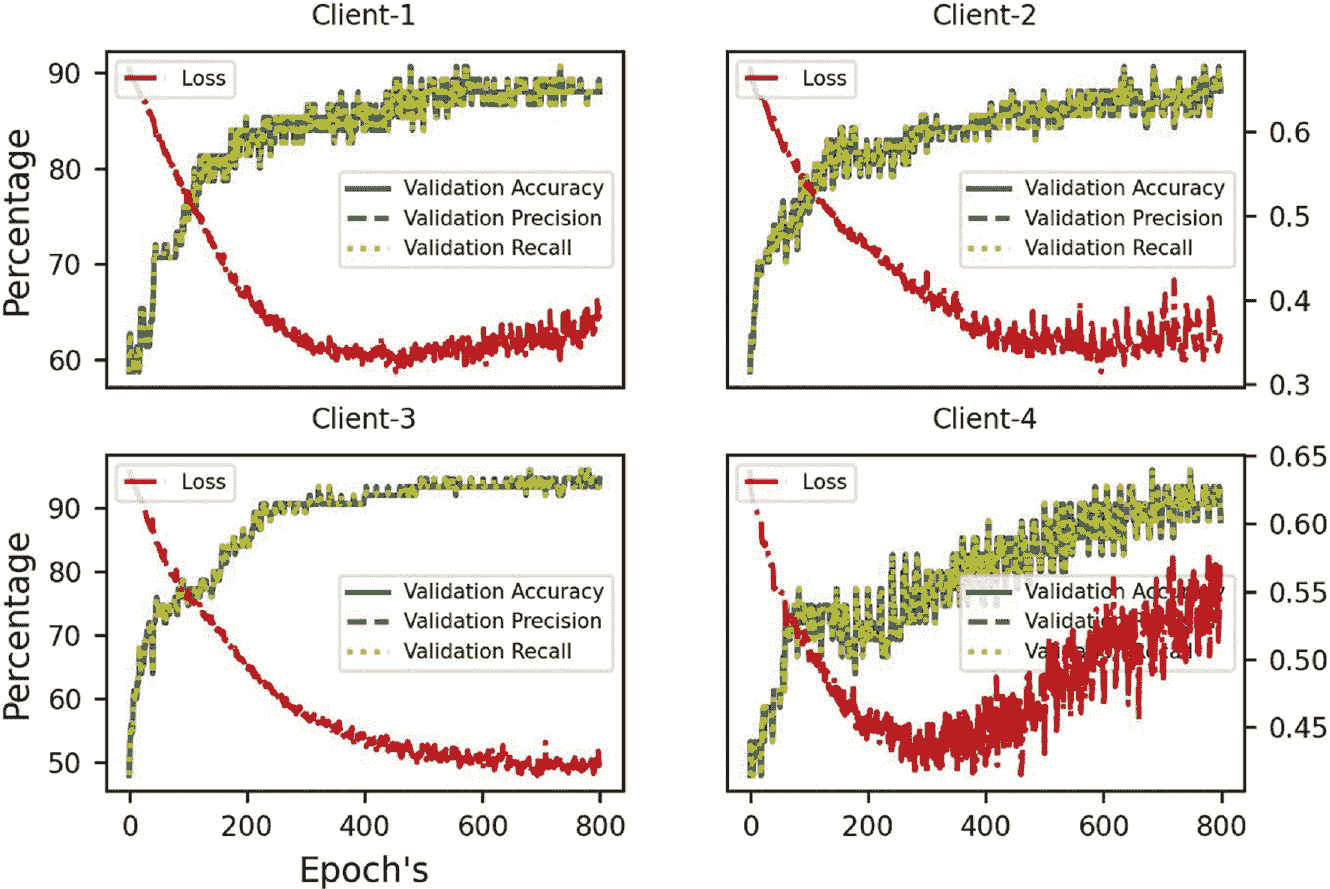 Client-1
Client-2
90
80
70
60
Percentage
Loss
Validation Accuracy
Validation Precision
Validation Recall
Loss
Validation Accuracy
Validation Precision
Validation Recall
0.6
0.5
0.4
0.3
Client-3
Client-4
90
80
70
60
50
Percentage
Loss
Validation Accuracy
Validation Precision
Validation Recall
0 200 400 600 800
Epoch's
Loss
Validation
Validation
0.65
0.60
0.55
0.50
0.45
0 200 400 600 800